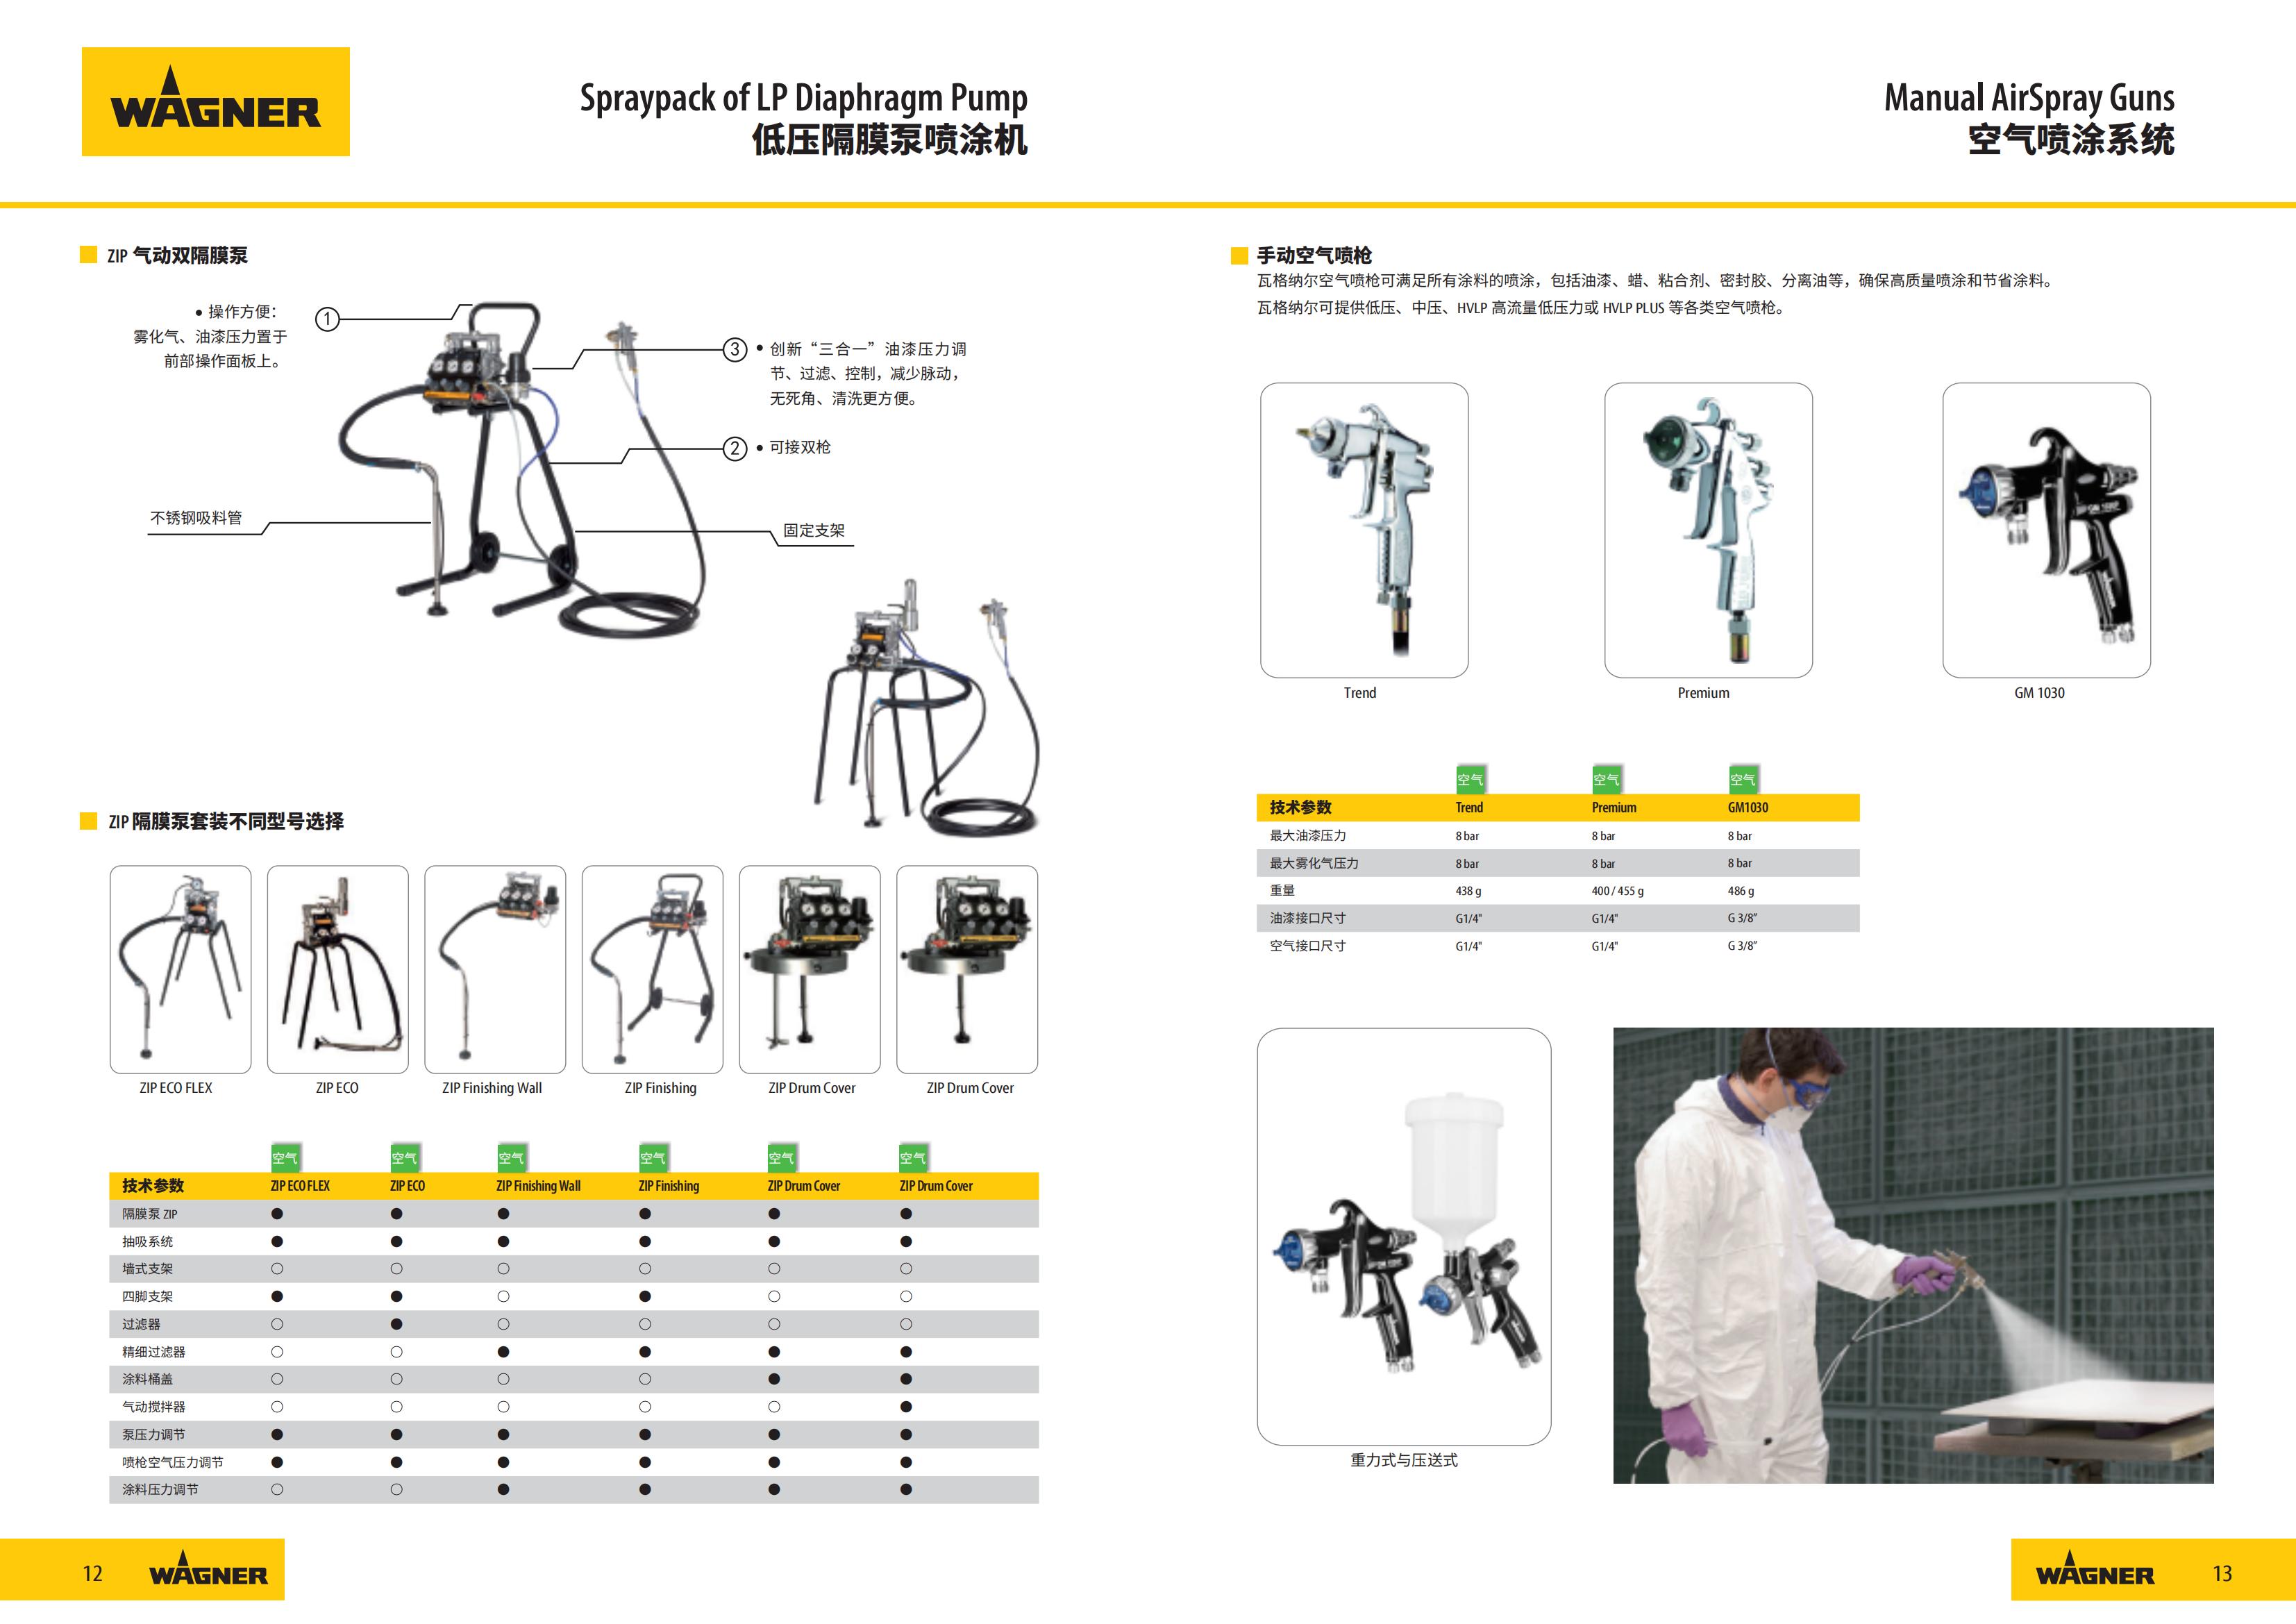 WAGNER
Spraypack of LP Diaphragm Pump
低压隔膜泵喷涂机
ZIP 气动双隔膜泵
• 操作方便：
雾化气、油漆压力置于
前部操作面板上。
1
3 • 创新“三合一”油漆压力调
节、过滤、控制，减少脉动，
无死角、清洗更方便。
2 • 可接双枪
不锈钢吸料管
固定支架
ZIP 隔膜泵套装不同型号选择
ZIP ECO FLEX ZIP ECO ZIP Finishing Wall ZIP Finishing ZIP Drum Cover ZIP Drum Cover
空气 空气 空气 空气 空气 空气
技术参数 ZIP ECO FLEX ZIP ECO ZIP Finishing Wall ZIP Finishing ZIP Drum Cover ZIP Drum Cover
隔膜泵 ZIP ● ● ● ● ● ●
抽吸系统 ● ● ● ● ● ●
墙式支架 ○ ○ ○ ○ ○ ○
四脚支架 ● ● ○ ● ○ ○
过滤器 ○ ● ○ ○ ○ ○
精细过滤器 ○ ○ ● ● ● ●
涂料桶盖 ○ ○ ○ ○ ● ●
气动搅拌器 ○ ○ ○ ○ ○ ●
泵压力调节 ● ● ● ● ● ●
喷枪空气压力调节 ● ● ● ● ● ●
涂料压力调节 ○ ○ ● ● ● ●
12 WAGNER
Manual AirSpray Guns
空气喷涂系统
手动空气喷枪
瓦格纳尔空气喷枪可满足所有涂料的喷涂，包括油漆、蜡、粘合剂、密封胶、分离油等，确保高质量喷涂和节省涂料。
瓦格纳尔可提供低压、中压、HVLP 高流量低压力或 HVLP PLUS 等各类空气喷枪。
Trend Premium GM 1030
空气 空气 空气
技术参数 Trend Premium GM1030
最大油漆压力 8 bar 8 bar 8 bar
最大雾化气压力 8 bar 8 bar 8 bar
重量 438 g 400 / 455 g 486 g
油漆接口尺寸 G1/4" G1/4" G 3/8"
空气接口尺寸 G1/4" G1/4" G 3/8"
重力式与压送式
WAGNER 13